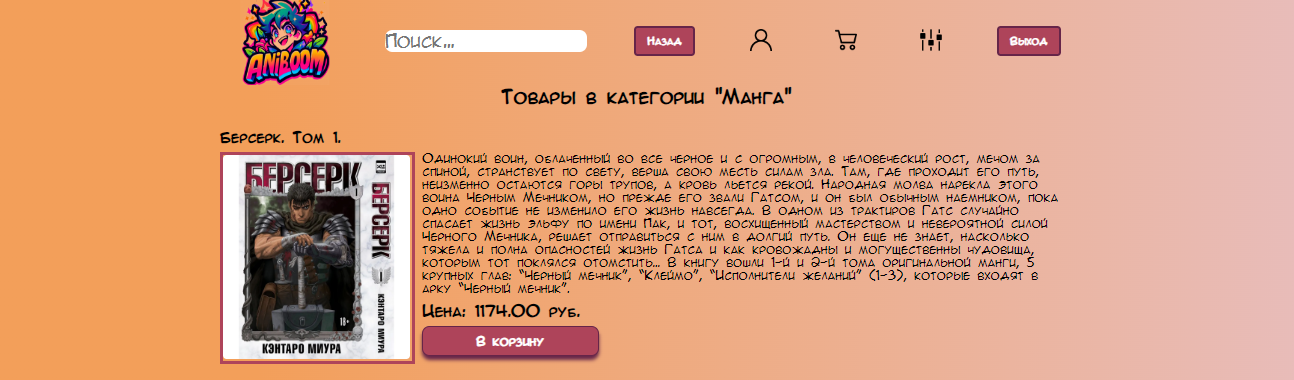 ANIBOOM
Поиск...
Назад
Выход
Товары в категории "Манга"
Берсерк. Том 1.
БЕРСЕРК
1
БЕРСЕРК
I
18+
КЭНТАРО МИУРА
КЭНТАРО МИУРА
Одинокий воин, облаченный во все черное и с огромным, в человеческий рост, мечом за
спиной, странствует по свету, верша свою месть силам зла. Там, где проходит его путь,
неизменно остаются горы трупов, а кровь льется рекой. Народная молва нарекла этого
воина Черным Мечником, но прежде его звали Гатсом, и он был обычным наемником, пока
одно событие не изменило его жизнь навсегда. В одном из трактиров Гатс случайно
спасает жизнь эльфу по имени Пак, и тот, восхищенный мастерством и невероятной силой
Черного Мечника, решает отправиться с ним в долгий путь. Он еще не знает, насколько
тяжела и полна опасностей жизнь Гатса и как кровожадны и могущественны чудовища,
которым тот поклялся отомстить... В книгу вошли 1-й и 2-й тома оригинальной манги, 5
крупных глав: “Черный мечник”, “Клеймо”, “Исполнители желаний” (1-3), которые входят в
арку “Черный мечник”.
Цена: 1174.00 руб.
В корзину